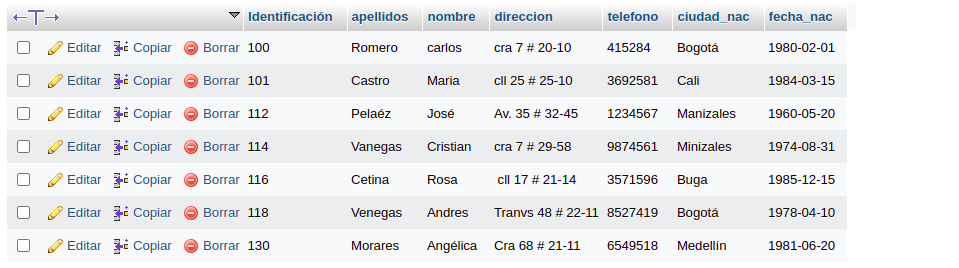 Identificación apellidos nombre direccion telefono ciudad_nac fecha_nac
Editar Copiar Borrar 100 Romero carlos cra 7 # 20-10 415284 Bogotá 1980-02-01
Editar Copiar Borrar 101 Castro Maria cll 25 # 25-10 3692581 Cali 1984-03-15
Editar Copiar Borrar 112 Pelaéz José Av. 35 # 32-45 1234567 Manizales 1960-05-20
Editar Copiar Borrar 114 Vanegas Cristian cra 7 # 29-58 9874561 Minizales 1974-08-31
Editar Copiar Borrar 116 Cetina Rosa cll 17 # 21-14 3571596 Buga 1985-12-15
Editar Copiar Borrar 118 Venegas Andres Tranvs 48 # 22-11 8527419 Bogotá 1978-04-10
Editar Copiar Borrar 130 Morares Angélica Cra 68 # 21-11 6549518 Medellín 1981-06-20